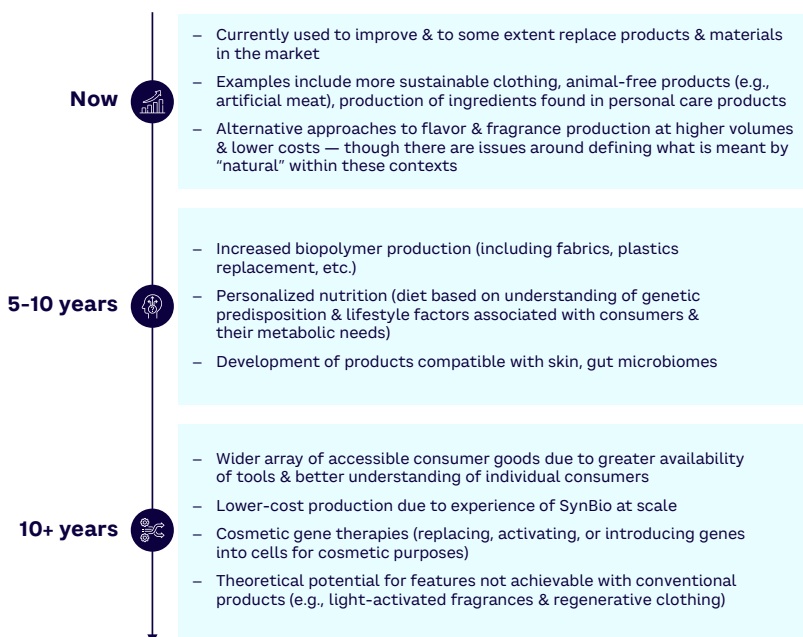 – Currently used to improve & to some extent replace products & materials
in the market
– Examples include more sustainable clothing, animal-free products (e.g.,
artificial meat), production of ingredients found in personal care products
– Alternative approaches to flavor & fragrance production at higher volumes
& lower costs — though there are issues around defining what is meant by
“natural” within these contexts
Now
– Increased biopolymer production (including fabrics, plastics
replacement, etc.)
– Personalized nutrition (diet based on understanding of genetic
predisposition & lifestyle factors associated with consumers &
their metabolic needs)
– Development of products compatible with skin, gut microbiomes
5-10 years
– Wider array of accessible consumer goods due to greater availability
of tools & better understanding of individual consumers
– Lower-cost production due to experience of SynBio at scale
– Cosmetic gene therapies (replacing, activating, or introducing genes
into cells for cosmetic purposes)
– Theoretical potential for features not achievable with conventional
products (e.g., light-activated fragrances & regenerative clothing)
10+ years